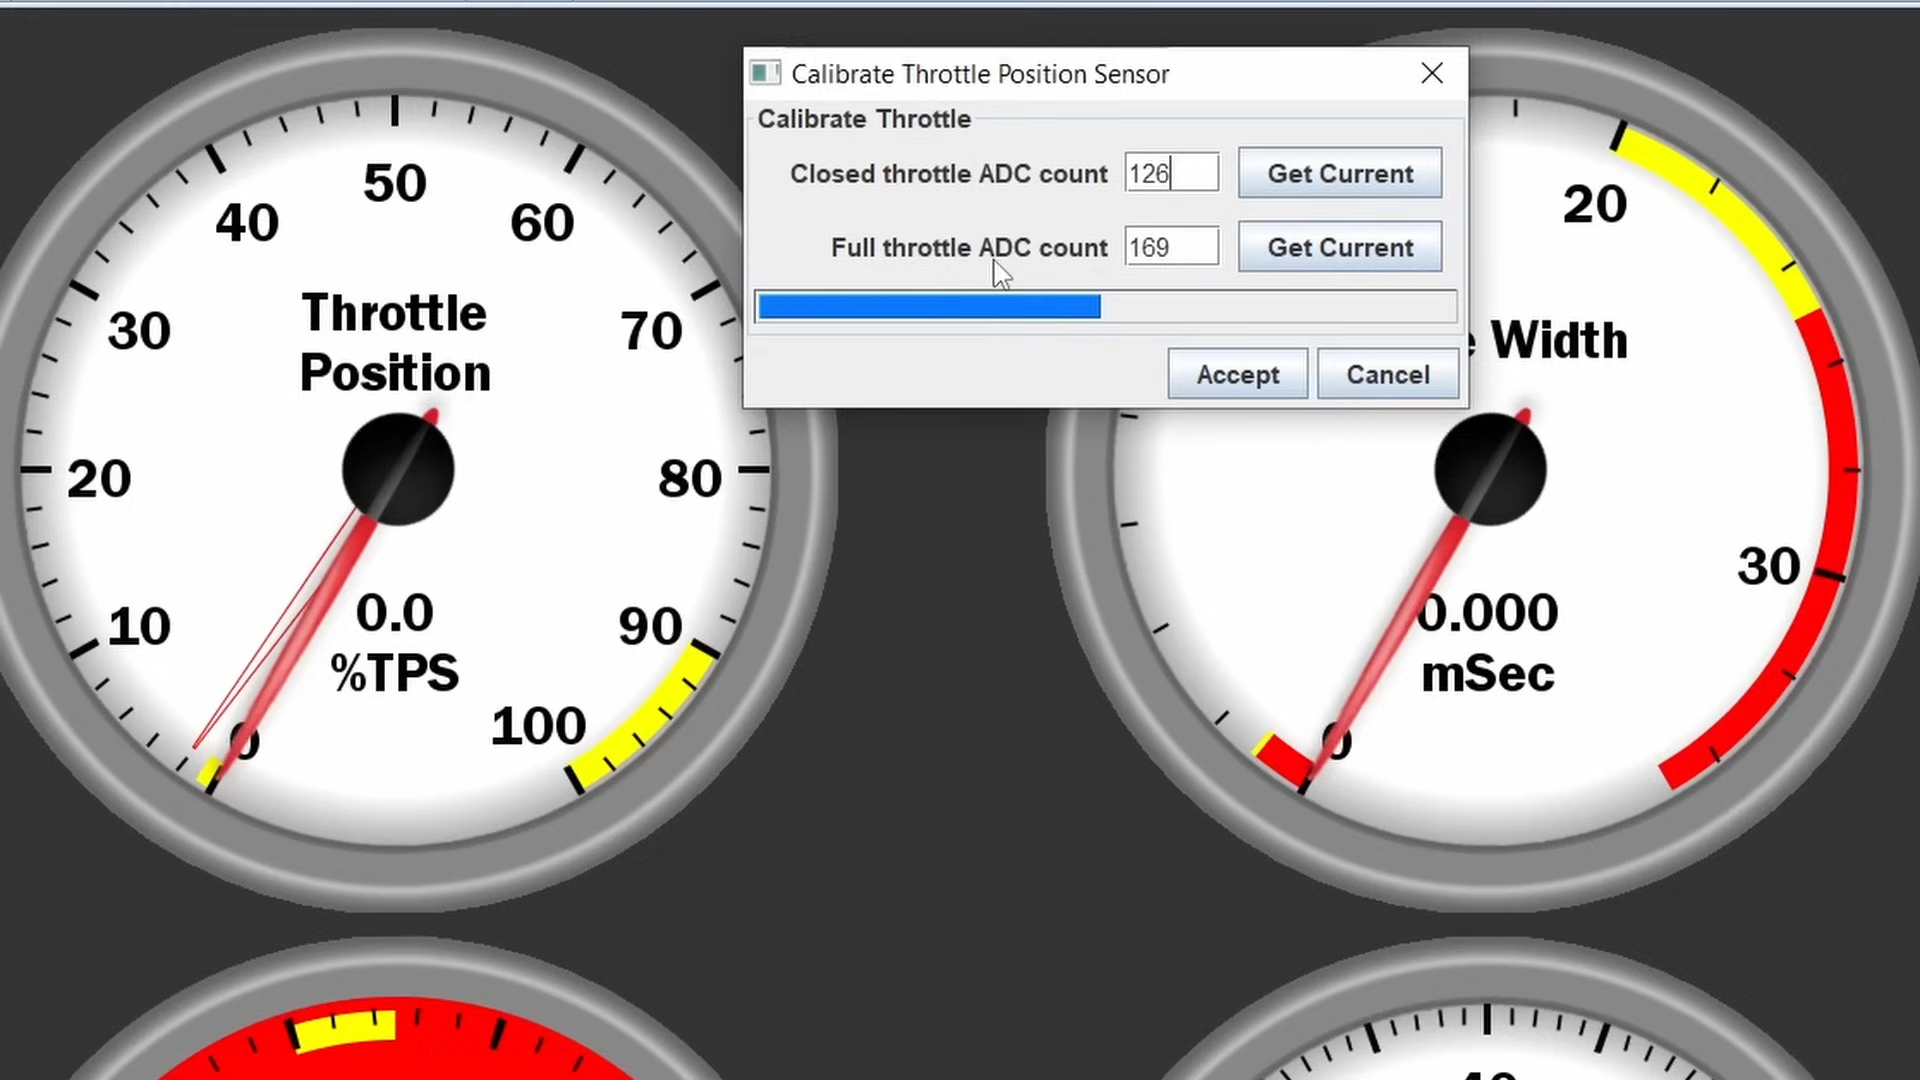 Calibrate Throttle Position Sensor
Calibrate Throttle
Closed throttle ADC count 126 Get Current
Full throttle ADC count 169 Get Current
Accept Cancel
50
40
60
30
70
Throttle
Position
20
80
10
90
0.0
%TPS
0
100
20
Width
30
0.000
mSec
0